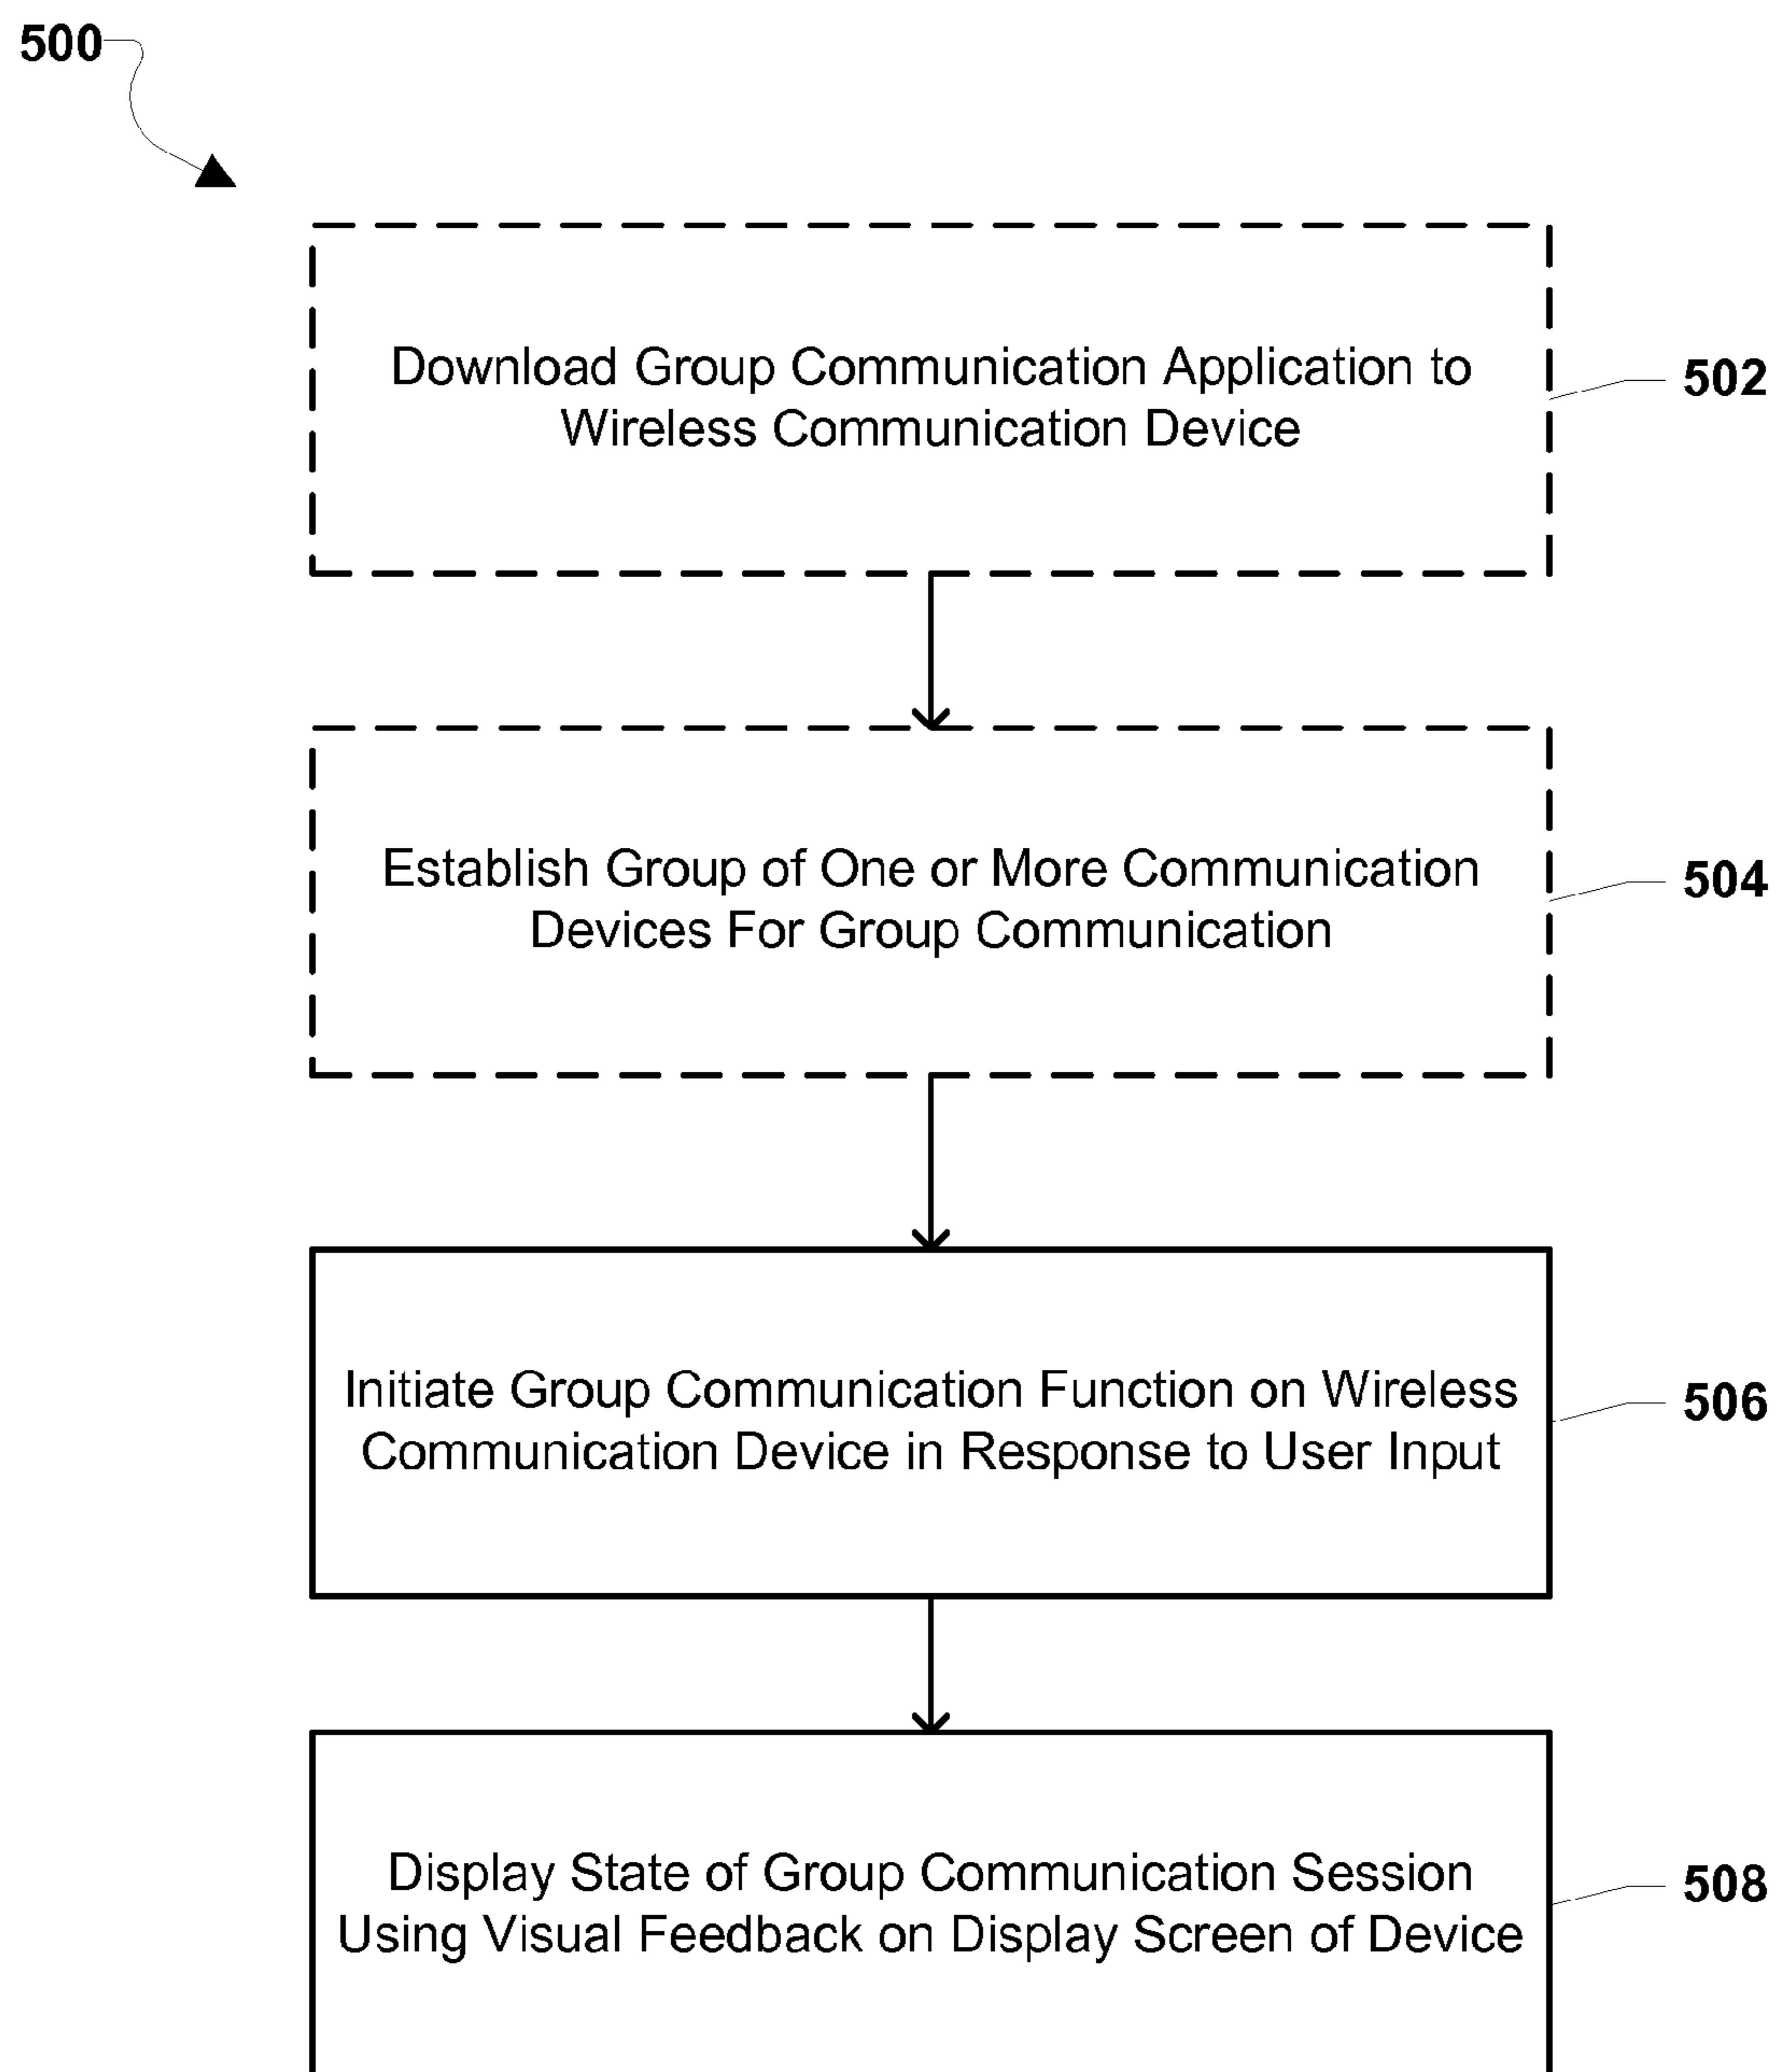 500
Download Group Communication Application to
Wireless Communication Device
502
Establish Group of One or More Communication
Devices For Group Communication
504
Initiate Group Communication Function on Wireless
Communication Device in Response to User Input
506
Display State of Group Communication Session
Using Visual Feedback on Display Screen of Device
508